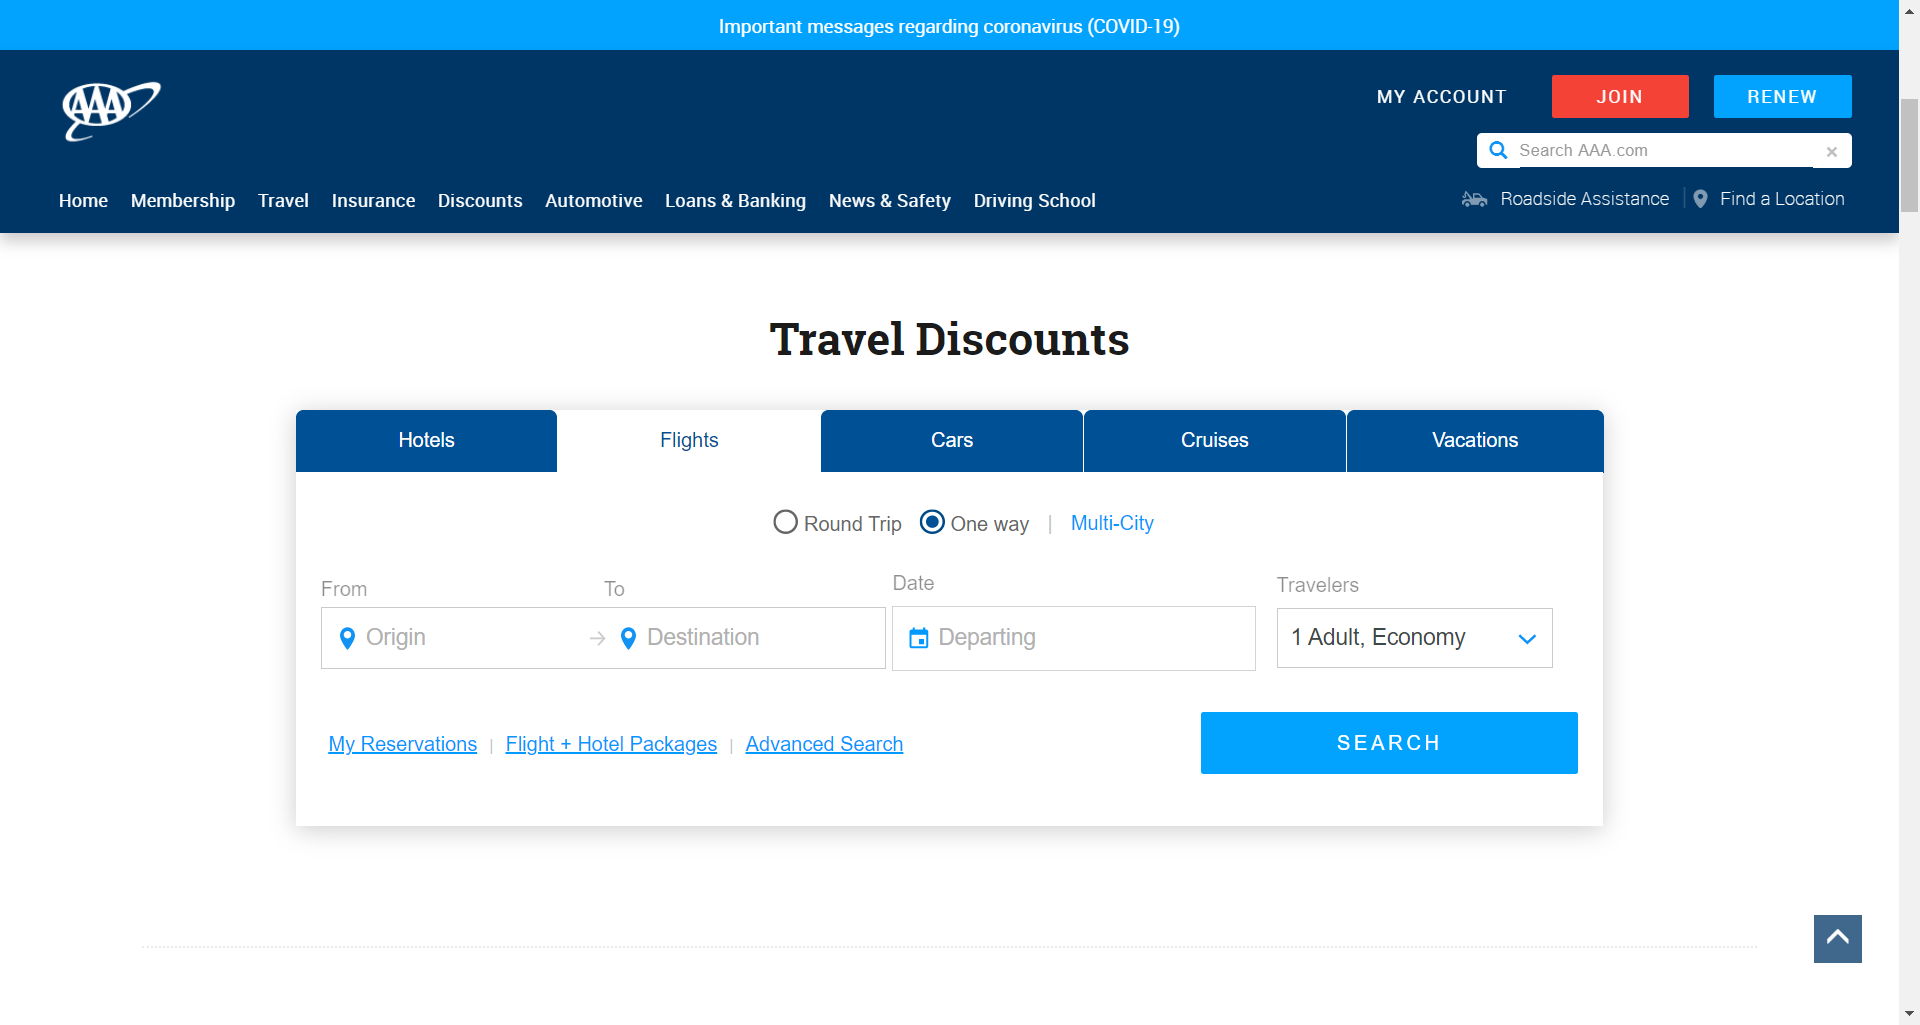 Important messages regarding coronavirus (COVID-19)
AAA
MY ACCOUNT
JOIN
RENEW
Search AAA.com
Home Membership Travel Insurance Discounts Automotive Loans & Banking News & Safety Driving School
Roadside Assistance
Find a Location
Travel Discounts
Hotels Flights Cars Cruises Vacations
Round Trip One way | Multi-City
From To Date Travelers
Origin Destination Departing 1 Adult, Economy
My Reservations | Flight + Hotel Packages | Advanced Search
SEARCH